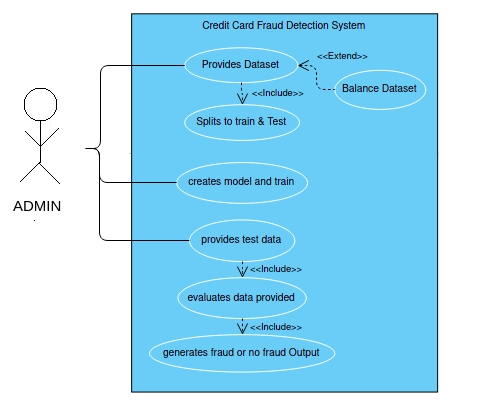 Credit Card Fraud Detection System
<<Extend>>
Provides Dataset
Balance Dataset
<<Include>>
Splits to train & Test
creates model and train
ADMIN
provides test data
<<Include>>
evaluates data provided
<<Include>>
generates fraud or no fraud Output